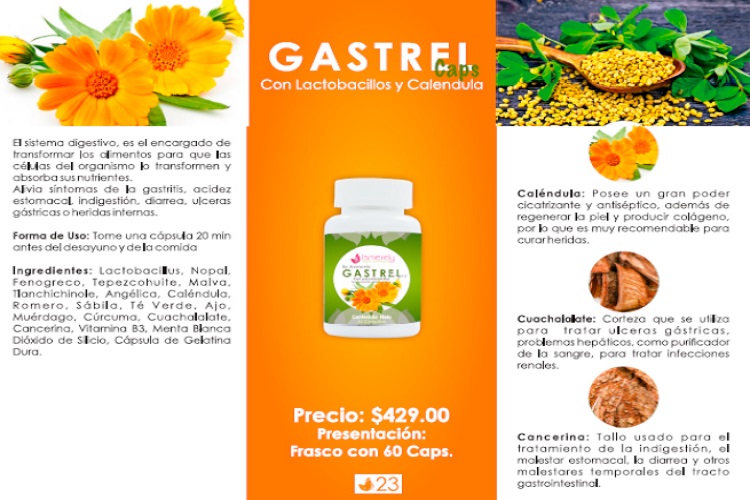 El sistema digestivo, es el encargado de
transformar los alimentos para que las
células del organismo lo transformen y
absorba sus nutrientes.
Alivia síntomas de la gastritis, acidez
estomacal, indigestión, diarrea, ulceras
gástricas o heridas internas.
Forma de Uso: Tome una cápsula 20 min
antes del desayuno y de la comida
Ingredientes: Lactobacillus, Nopal,
Fenogreco, Tepezcohuite, Malva,
Tlanchichinole, Angélica, Caléndula,
Romero, Sábila, Té Verde, Ajo,
Muérdago, Cúrcuma, Cuachalalate,
Cancerina, Vitamina B3, Menta Blanca
Dióxido de Silicio, Cápsula de Gelatina
Dura.
GASTREL
Caps
Con Lactobacillos y Calendula
GASTREL
Contenido Neto
Precio: $429.00
Presentación:
Frasco con 60 Caps.
23
Caléndula: Posee un gran poder
cicatrizante y antiséptico, además de
regenerar la piel y producir colágeno,
por lo que es muy recomendable para
curar heridas.
Cuachalalate: Corteza que se utiliza
para tratar ulceras gástricas,
problemas hepáticos, como purificador
de la sangre, para tratar infecciones
renales.
Cancerina: Tallo usado para el
tratamiento de la indigestión, el
malestar estomacal, la diarrea y otros
malestares temporales del tracto
gastrointestinal.